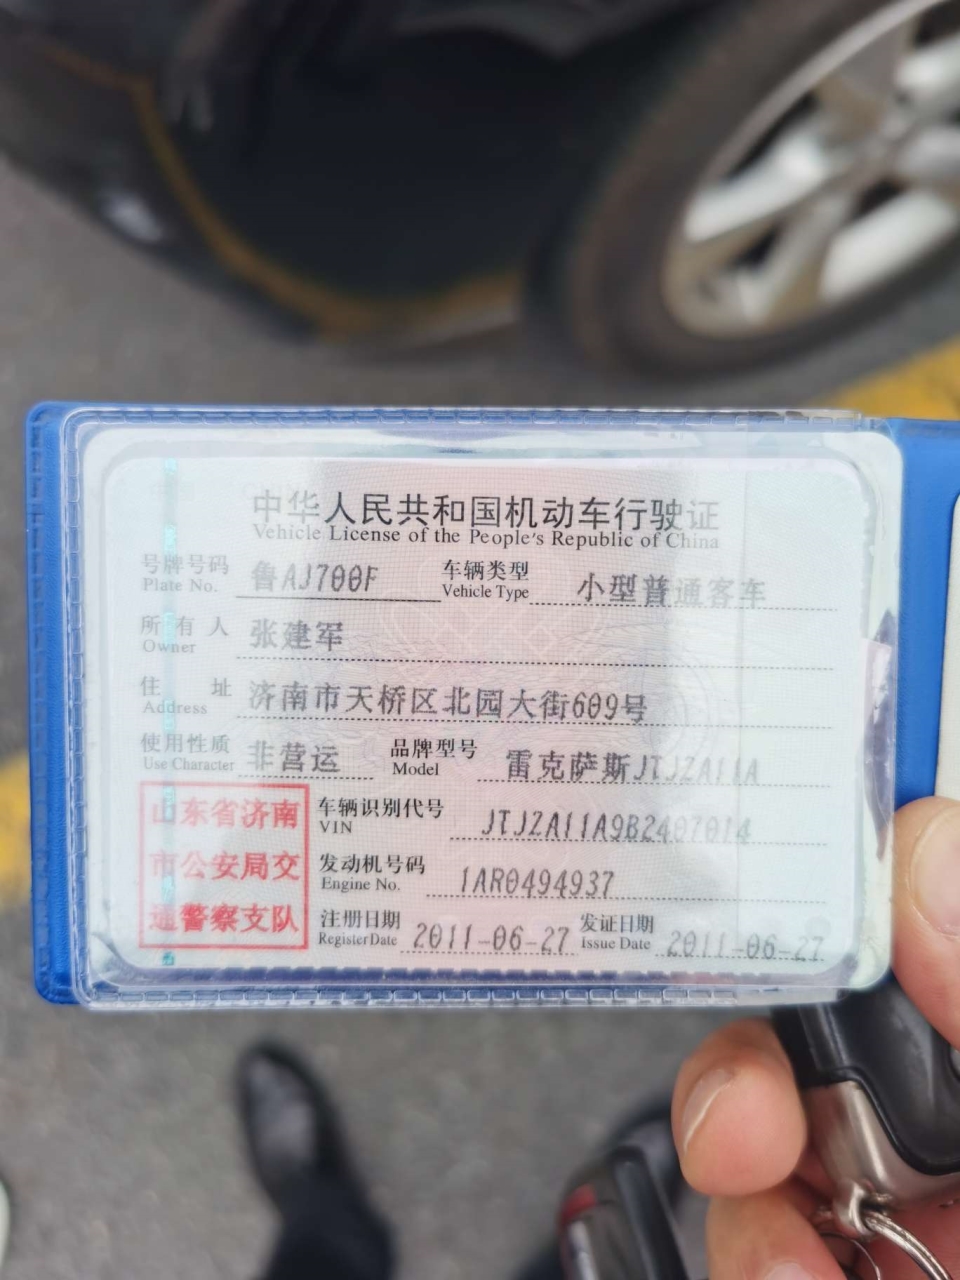 中华人民共和国机动车行驶证
Vehicle License of the People's Republic of China
号牌号码 鲁AJ700F 车辆类型 小型普通客车
Plate No. Vehicle Type
所有人 张建军
Owner
住址 济南市天桥区北园大街609号
Address
使用性质 非营运 品牌型号 雷克萨斯JTJZA11A
Use Character Model
山东省济南
市公安局交
通警察支队
车辆识别代号 JTJZA11A9B2407014
VIN
发动机号码 1AR0494937
Engine No.
注册日期 2011-06-27 发证日期 2011-06-27
Register Date Issue Date